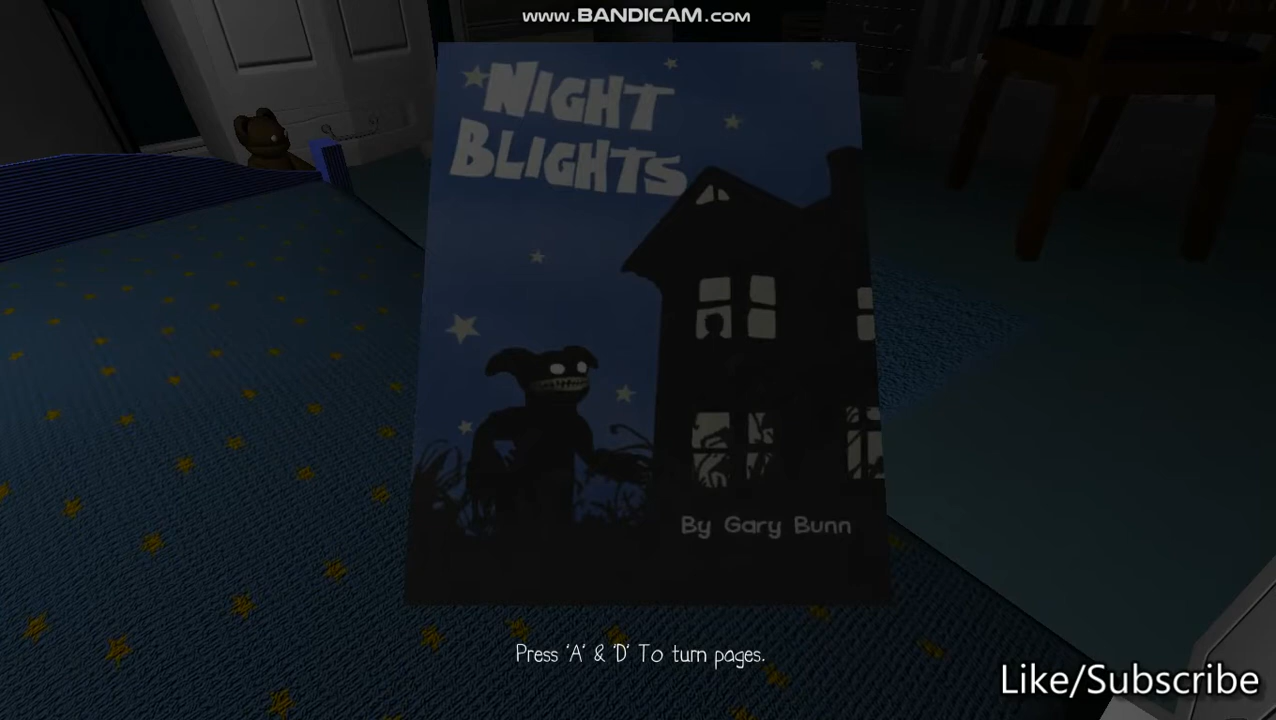 www.BANDICAM.com
NIGHT
BLIGHTS
By Gary Bunn
Press 'A' & 'D' To turn pages.
Like/Subscribe